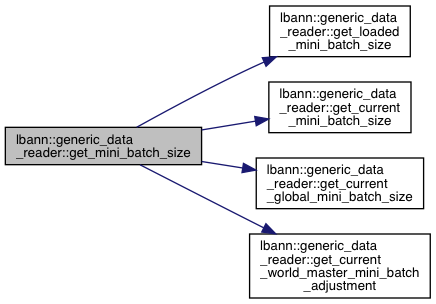 lbann::generic_data
_reader::get_mini_batch_size
lbann::generic_data
_reader::get_loaded
_mini_batch_size
lbann::generic_data
_reader::get_current
_mini_batch_size
lbann::generic_data
_reader::get_current
_global_mini_batch_size
lbann::generic_data
_reader::get_current
_world_master_mini_batch
_adjustment